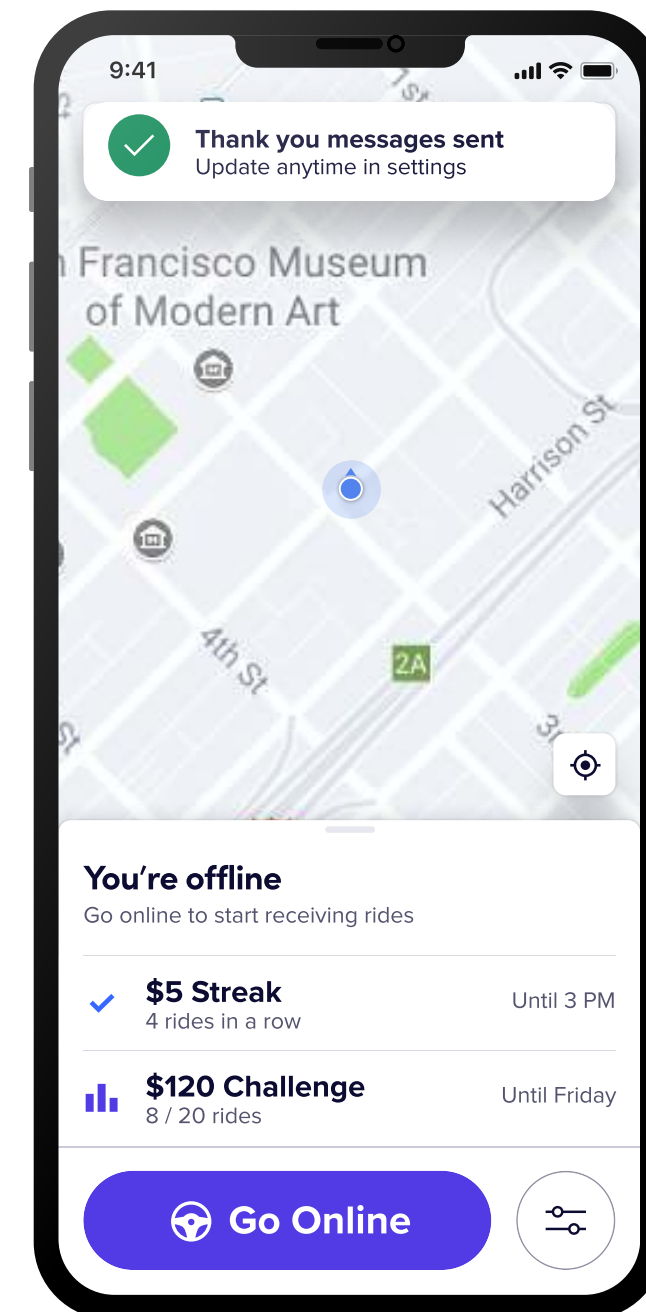 9:41
1st
Thank you messages sent
Update anytime in settings
Francisco Museum
of Modern Art
Harrison St
4th St
2A
St
You're offline
Go online to start receiving rides
$5 Streak
Until 3 PM
4 rides in a row
$120 Challenge
Until Friday
8 / 20 rides
Go Online